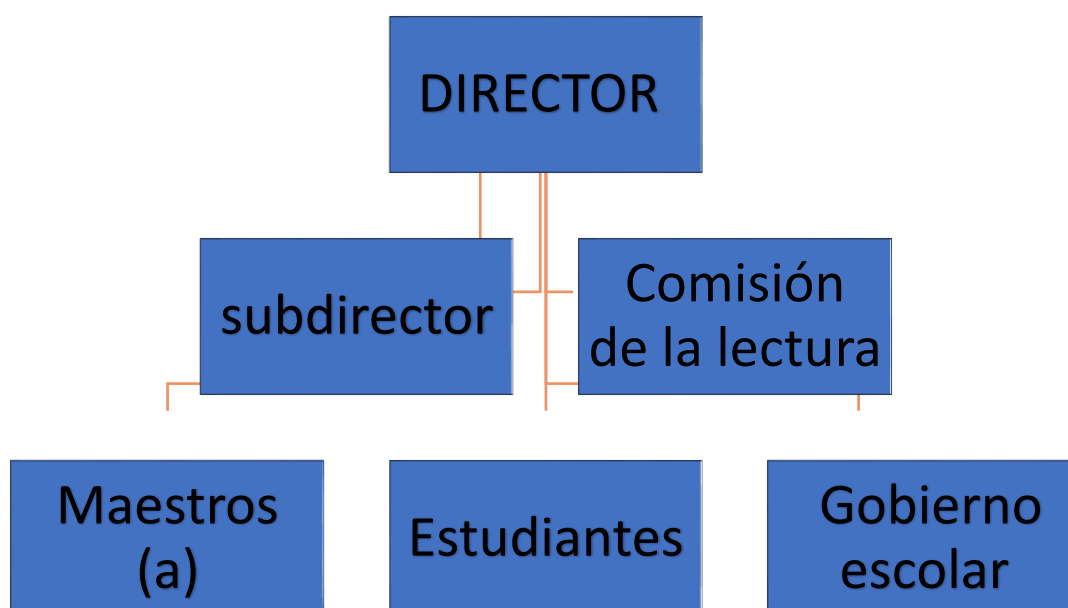 DIRECTOR
subdirector
Comisión
de la lectura
Maestros
(a)
Estudiantes
Gobierno
escolar